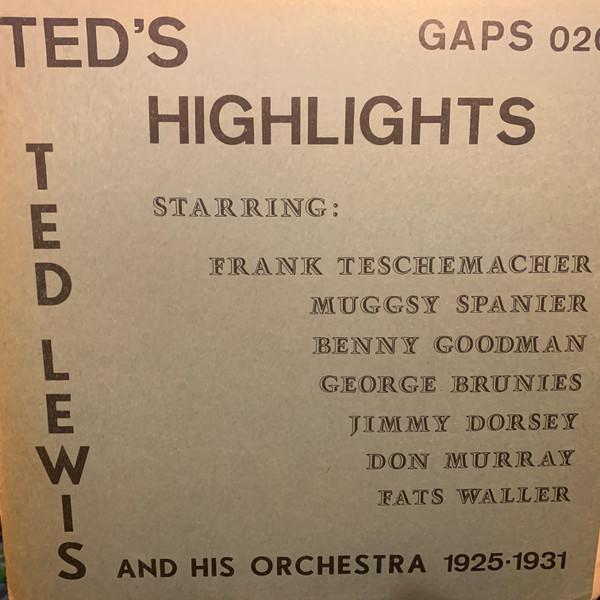 TED'S
GAPS 020
HIGHLIGHTS
TED LEWIS
STARRING:
FRANK TESCHEMACHER
MUGGSY SPANIER
BENNY GOODMAN
GEORGE BRUNIES
JIMMY DORSEY
DON MURRAY
FATS WALLER
AND HIS ORCHESTRA 1925·1931